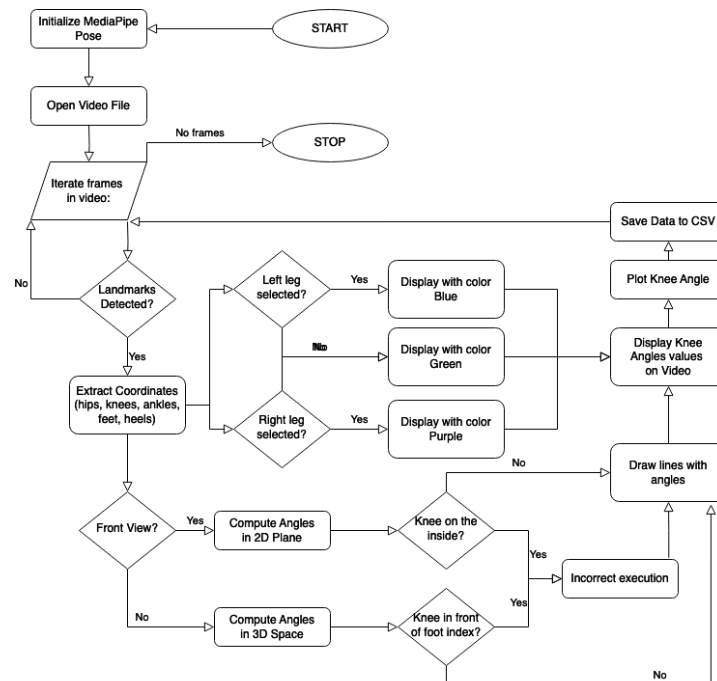 Initialize MediaPipe
Pose
START
Open Video File
No frames
STOP
Iterate frames
in video:
Save Data to CSV
No
Landmarks
Detected?
Left leg
selected?
Yes
Display with color
Blue
Plot Knee Angle
No
Display with color
Green
Display Knee
Angles values
on Video
Yes
Extract Coordinates
(hips, knees, ankles,
feet, heels)
Right leg
selected?
Yes
Display with color
Purple
No
Draw lines with
angles
Front View?
Yes
Compute Angles
in 2D Plane
Knee on the
inside?
Yes
Incorrect execution
No
Compute Angles
in 3D Space
Knee in front
of foot index?
Yes
No